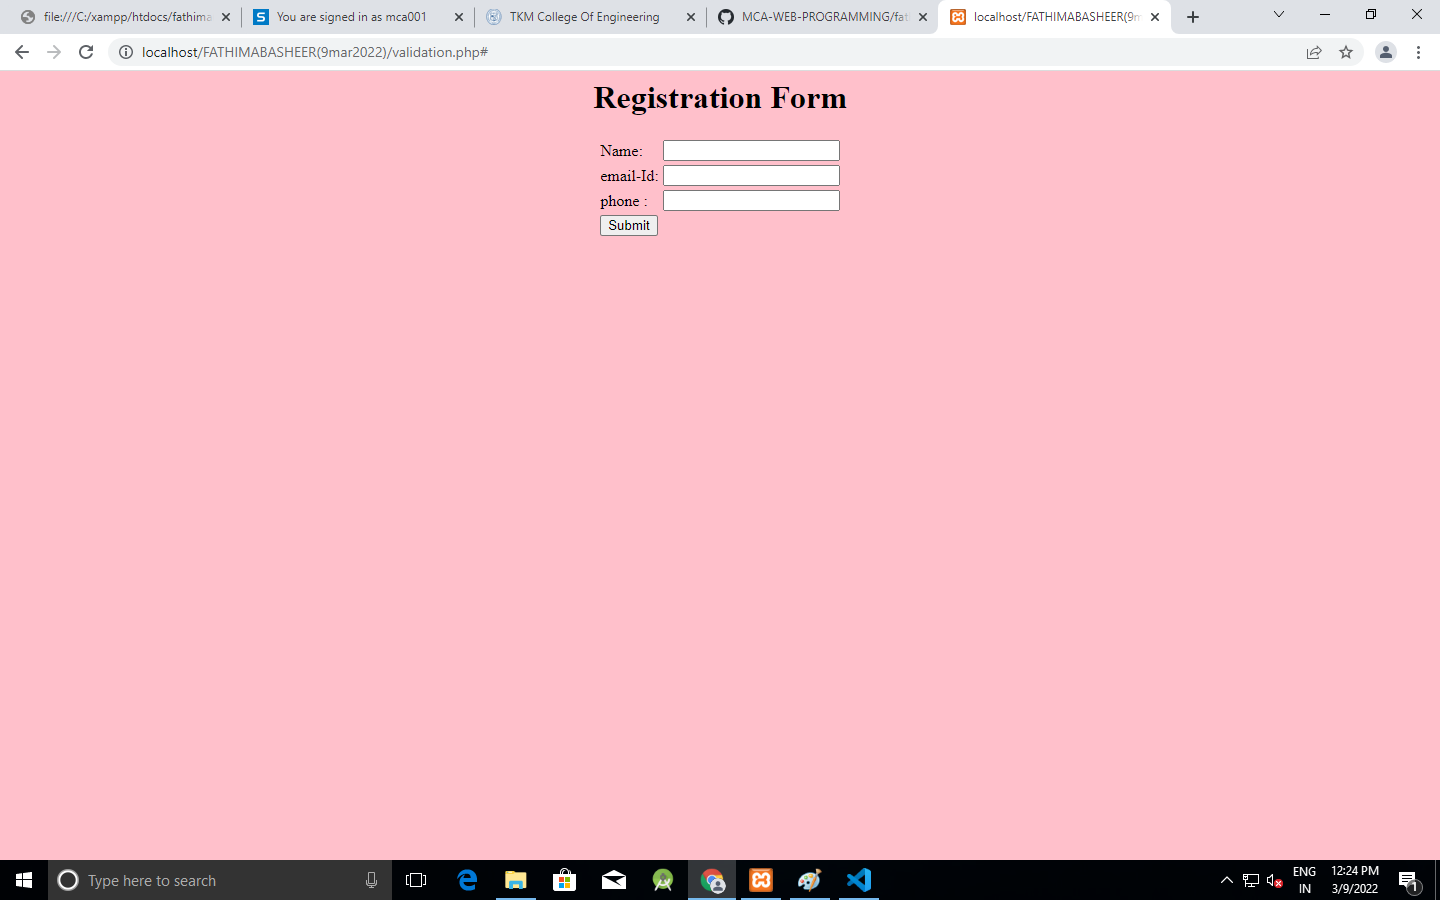 file:///C:/xampp/htdocs/fathima
You are signed in as mca001
TKM College Of Engineering
MCA-WEB-PROGRAMMING/fat
localhost/FATHIMABASHEER(9m
localhost/FATHIMABASHEER(9mar2022)/validation.php#
Registration Form
Name:
email-Id:
phone :
Submit
Type here to search
ENG
IN
12:24 PM
3/9/2022
1